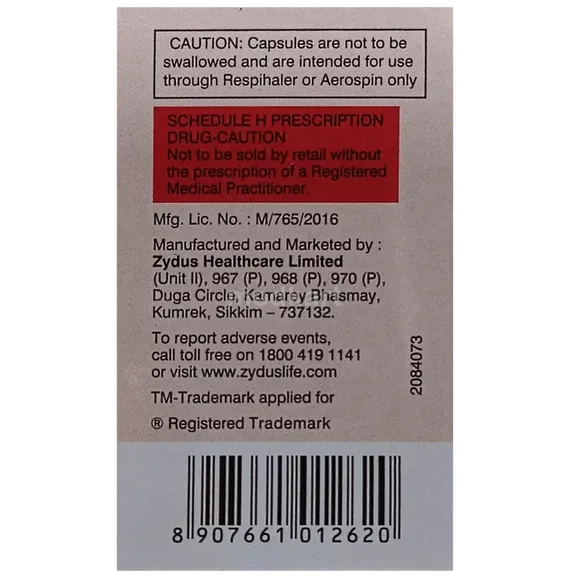 CAUTION: Capsules are not to be
swallowed and are intended for use
through Respihaler or Aerospin only
SCHEDULE H PRESCRIPTION
DRUG-CAUTION
Not to be sold by retail without
the prescription of a Registered
Medical Practitioner.
Mfg. Lic. No. : M/765/2016
Manufactured and Marketed by :
Zydus Healthcare Limited
(Unit II), 967 (P), 968 (P), 970 (P),
Duga Circle, Kamarey Bhasmay,
Kumrek, Sikkim – 737132.
To report adverse events,
call toll free on 1800 419 1141
or visit www.zyduslife.com
TM-Trademark applied for
® Registered Trademark
2084073
8 907661 012620